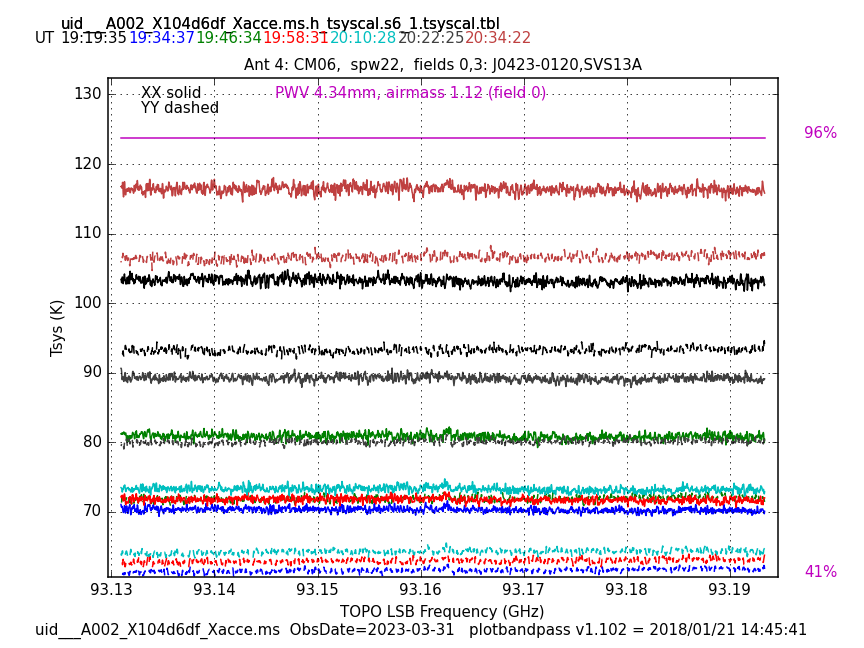 uid___A002_X104d6df_Xacce.ms.h_tsyscal.s6_1.tsyscal.tbl
UT 19:19:35 19:34:37 19:46:34 19:58:31 20:10:28 20:22:25 20:34:22
Ant 4: CM06,  spw22,  fields 0,3: J0423-0120,SVS13A
XX solid
PWV 4.34mm, airmass 1.12 (field 0)
YY dashed
130
120
110
100
90
80
70
96%
41%
Tsys (K)
93.13 93.14 93.15 93.16 93.17 93.18 93.19
TOPO LSB Frequency (GHz)
uid___A002_X104d6df_Xacce.ms  ObsDate=2023-03-31   plotbandpass v1.102 = 2018/01/21 14:45:41